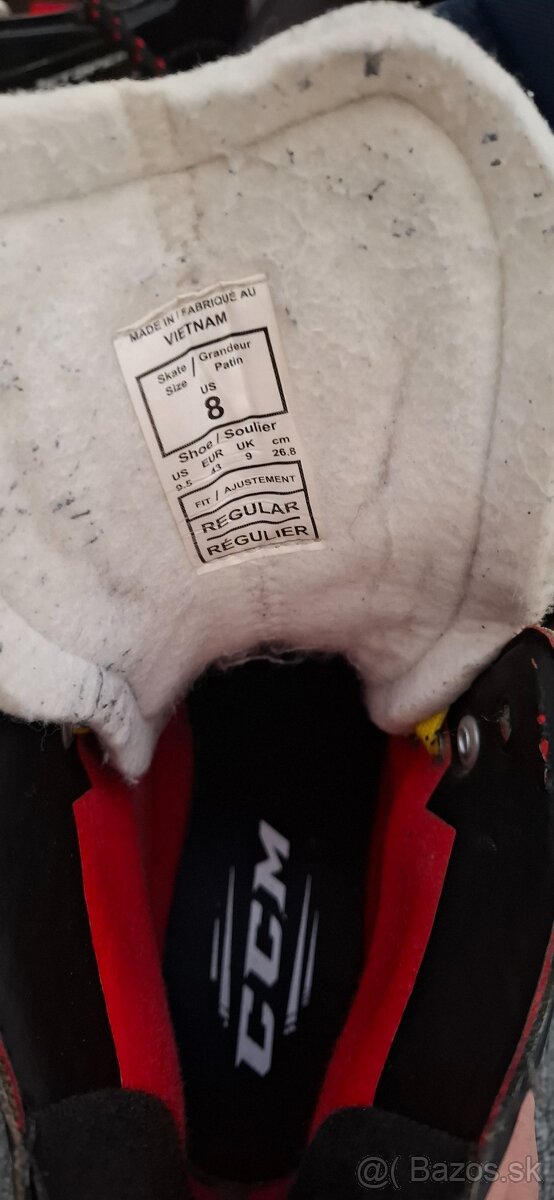 MADE IN / FABRIQUÉ AU
VIETNAM
Skate / Grandeur
Size Patin
US
8
Shoe / Soulier
US EUR UK cm
9.5 43 9 26.8
FIT / AJUSTEMENT
REGULAR
RÉGULIER
CCM
@( Bazos.sk